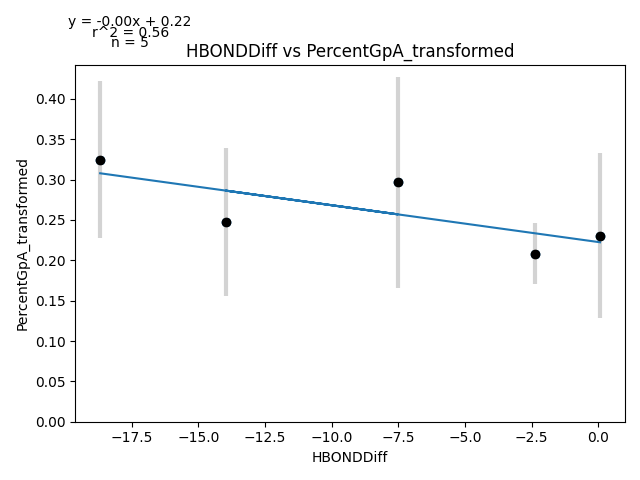 y = -0.00x + 0.22
r^2 = 0.56
n = 5
HBONDDiff vs PercentGpA_transformed
PercentGpA_transformed
0.40
0.35
0.30
0.25
0.20
0.15
0.10
0.05
0.00
−17.5 −15.0 −12.5 −10.0 −7.5 −5.0 −2.5 0.0
HBONDDiff